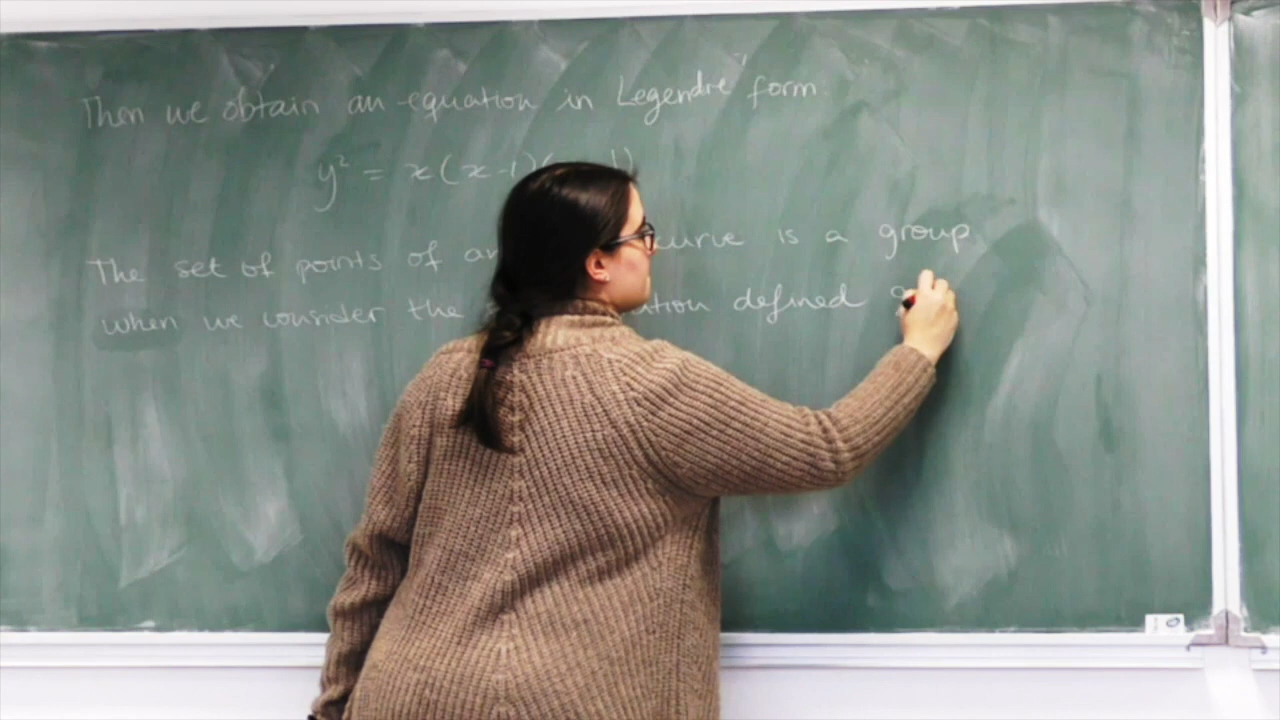 Then we obtain an equation in "Legendre" form
y² = x(x-1)(
The set of points of an curve is a group
when we consider the defined